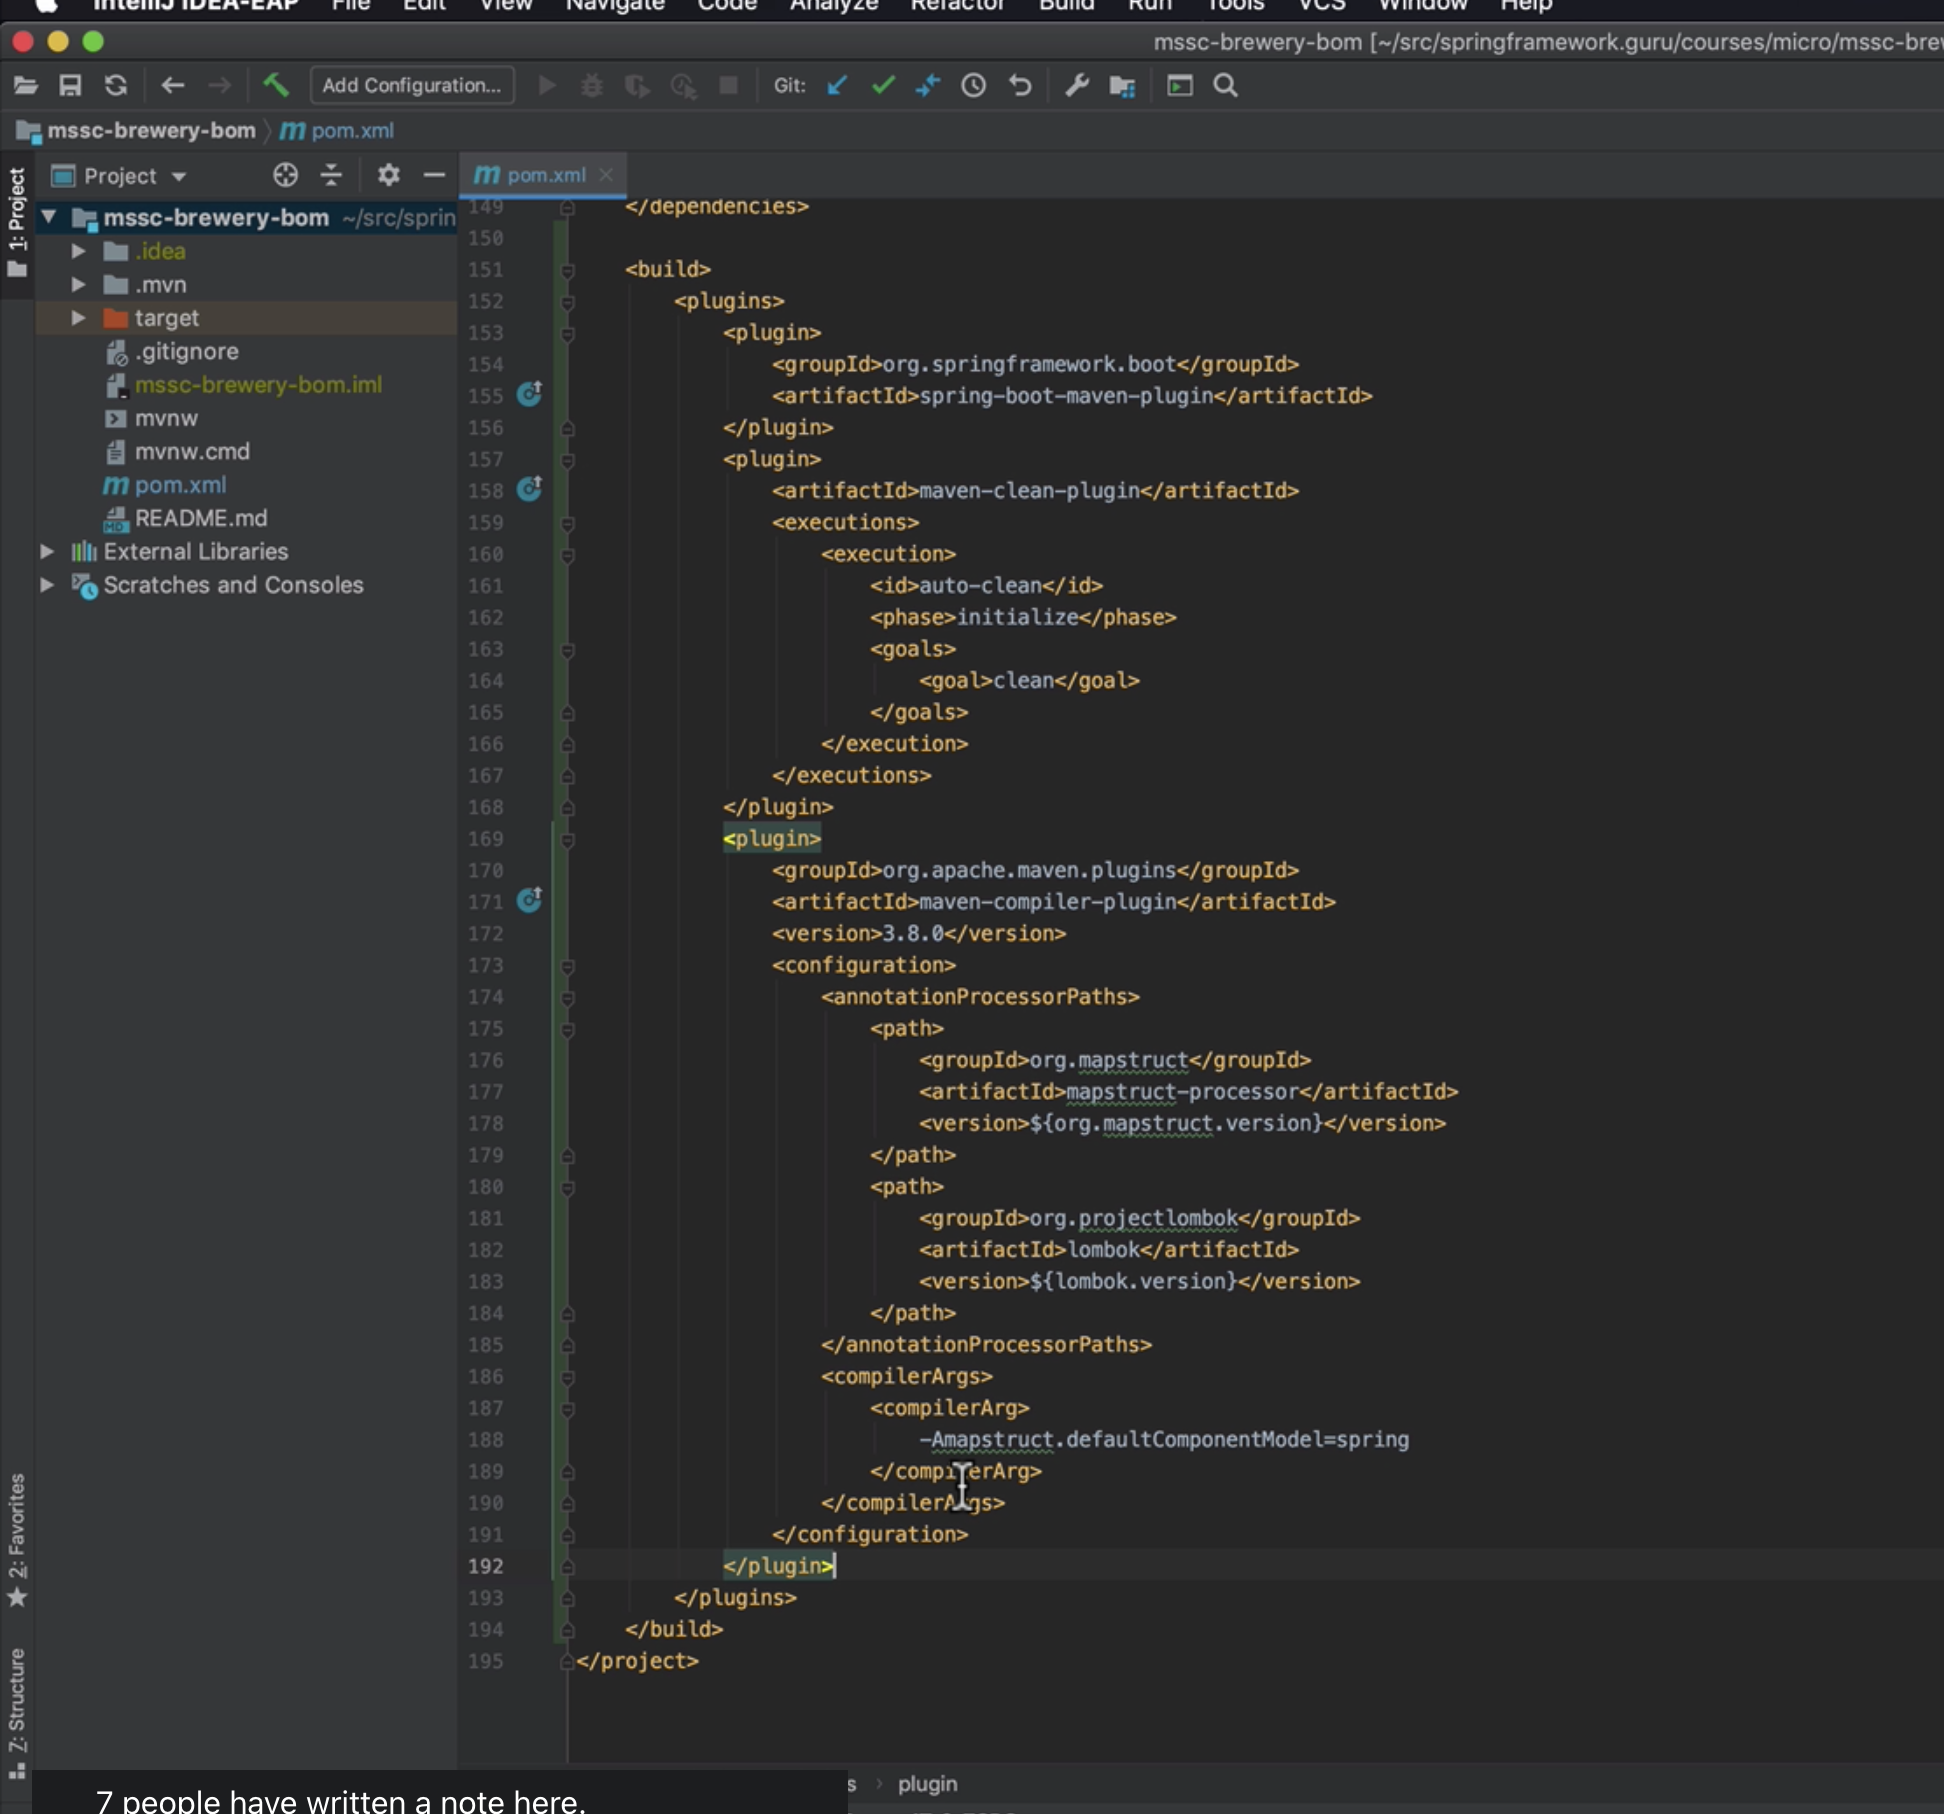 IntelliJ IDEA-EAP File Edit View Navigate Code Analyze Refactor Build Run Tools VCS Window Help
mssc-brewery-bom [~/src/springframework.guru/courses/micro/mssc-brew
Add Configuration... Git:
mssc-brewery-bom pom.xml
1: Project
Project
pom.xml
mssc-brewery-bom ~/src/sprin
.idea
.mvn
target
.gitignore
mssc-brewery-bom.iml
mvnw
mvnw.cmd
pom.xml
README.md
External Libraries
Scratches and Consoles
2: Favorites
Z: Structure
149 </dependencies>
150
151 <build>
152 <plugins>
153 <plugin>
154 <groupId>org.springframework.boot</groupId>
155 <artifactId>spring-boot-maven-plugin</artifactId>
156 </plugin>
157 <plugin>
158 <artifactId>maven-clean-plugin</artifactId>
159 <executions>
160 <execution>
161 <id>auto-clean</id>
162 <phase>initialize</phase>
163 <goals>
164 <goal>clean</goal>
165 </goals>
166 </execution>
167 </executions>
168 </plugin>
169 <plugin>
170 <groupId>org.apache.maven.plugins</groupId>
171 <artifactId>maven-compiler-plugin</artifactId>
172 <version>3.8.0</version>
173 <configuration>
174 <annotationProcessorPaths>
175 <path>
176 <groupId>org.mapstruct</groupId>
177 <artifactId>mapstruct-processor</artifactId>
178 <version>${org.mapstruct.version}</version>
179 </path>
180 <path>
181 <groupId>org.projectlombok</groupId>
182 <artifactId>lombok</artifactId>
183 <version>${lombok.version}</version>
184 </path>
185 </annotationProcessorPaths>
186 <compilerArgs>
187 <compilerArg>
188 -Amapstruct.defaultComponentModel=spring
189 </compilerArg>
190 </compilerArgs>
191 </configuration>
192 </plugin>
193 </plugins>
194 </build>
195 </project>
s › plugin
7 people have written a note here.